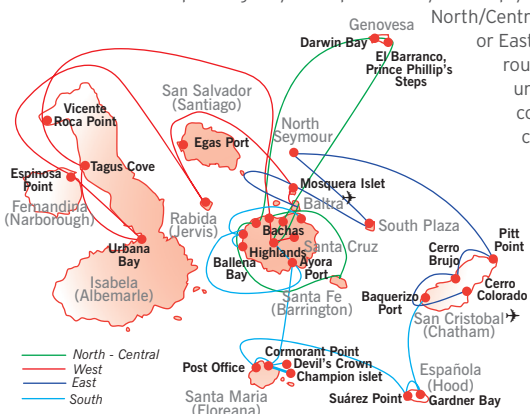 North/Centra
or East
rou
un
co
c
Genovesa
Darwin Bay
El Barranco,
Prince Phillip's
Steps
San Salvador
(Santiago)
North
Seymour
Vicente
Roca Point
Egas Port
Tagus Cove
Espinosa
Point
Mosquera Islet
Baltra
Fernandina
(Narborough)
Rabida
(Jervis)
South Plaza
Pitt
Point
Bachas
Santa Cruz
Urbana
Bay
Highlands
Cerro
Brujo
Ballena
Bay
Ayora
Port
Isabela
(Albemarle)
Santa Fe
(Barrington)
Baquerizo
Port
Cerro
Colorado
San Cristobal
(Chatham)
North - Central
West
East
South
Cormorant Point
Post Office
Devil's Crown
Champion islet
Española
(Hood)
Santa Maria
(Floreana)
Suárez Point
Gardner Bay